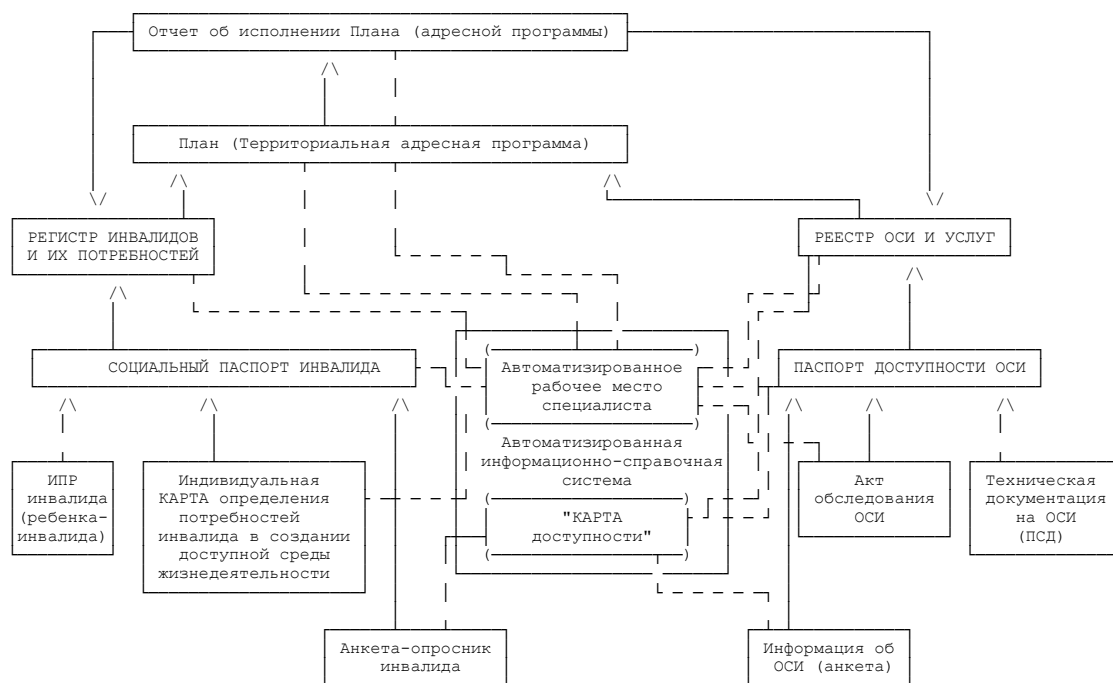 Отчет об исполнении Плана (адресной программы)
План (Территориальная адресная программа)
РЕГИСТР ИНВАЛИДОВ
И ИХ ПОТРЕБНОСТЕЙ
РЕЕСТР ОСИ И УСЛУГ
СОЦИАЛЬНЫЙ ПАСПОРТ ИНВАЛИДА
Автоматизированное
рабочее место
специалиста
ПАСПОРТ ДОСТУПНОСТИ ОСИ
Автоматизированная
информационно-справочная
система
ИПР
инвалида
(ребенка-
инвалида)
Индивидуальная
КАРТА определения
потребностей
инвалида в создании
доступной среды
жизнедеятельности
"КАРТА
доступности"
Акт
обследования
ОСИ
Техническая
документация
на ОСИ
(ПСД)
Анкета-опросник
инвалида
Информация об
ОСИ (анкета)